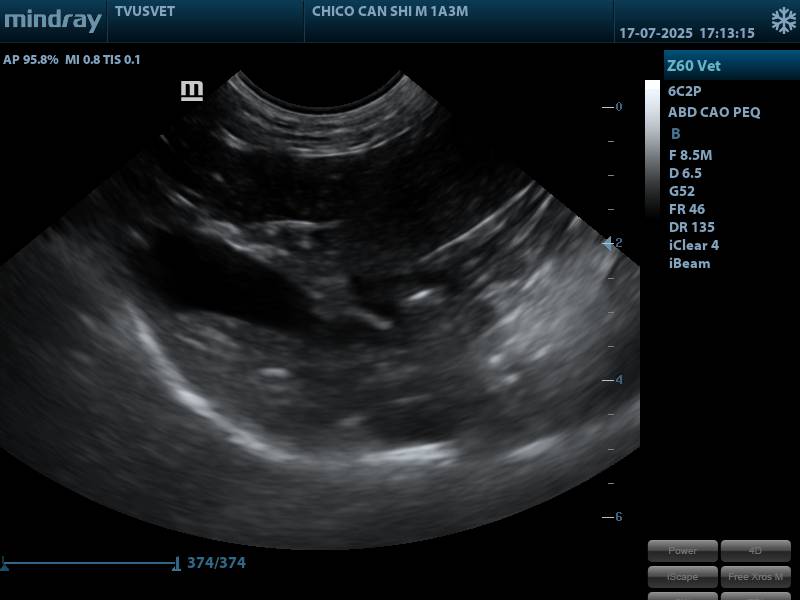 mindray
TVUSVET
CHICO CAN SHI M 1A3M
17-07-2025 17:13:15
AP 95.8% MI 0.8 TIS 0.1
m
Z60 Vet
6C2P
ABD CAO PEQ
B
F 8.5M
D 6.5
G52
FR 46
DR 135
iClear 4
iBeam
0
2
4
6
374/374
Power
4D
iScape
Free Xros M